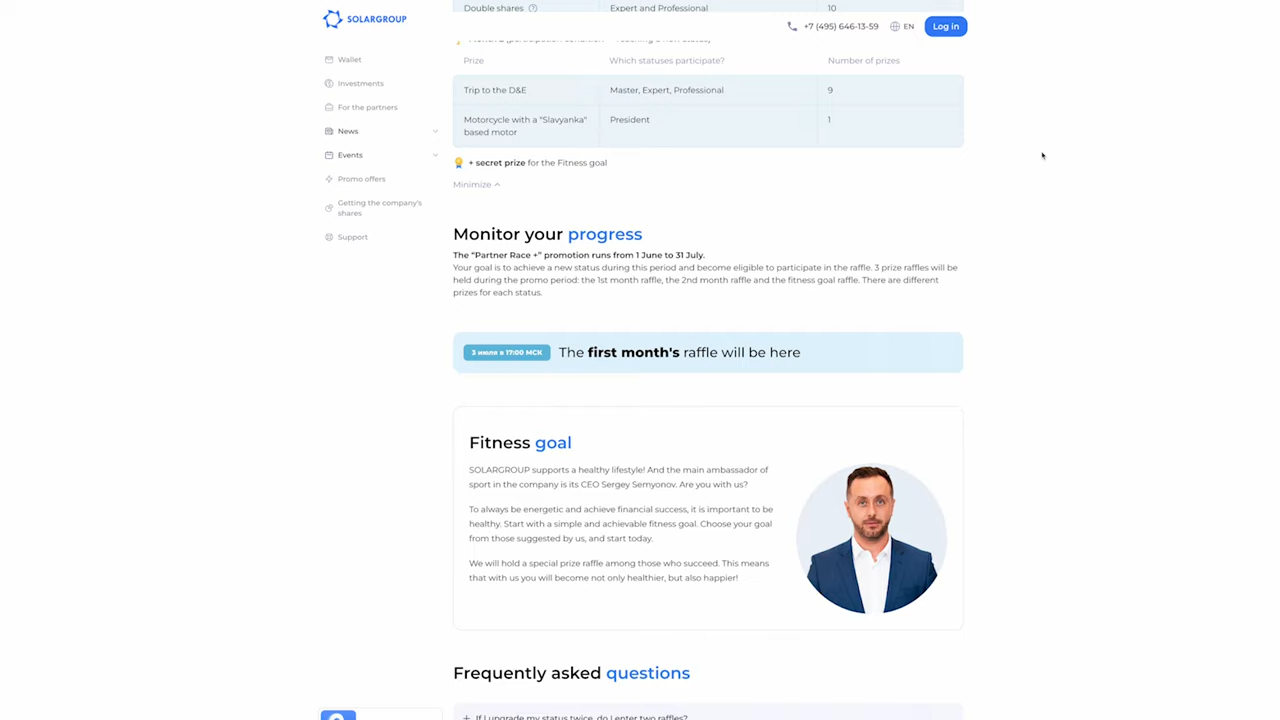 Double shares
Expert and Professional
10
SOLARGROUP
+7 (495) 646-13-59
EN
Log in
Prize
Which statuses participate?
Number of prizes
Wallet
Investments
For the partners
News
Events
Promo offers
Getting the company's
shares
Support
Trip to the D&E
Master, Expert, Professional
9
Motorcycle with a "Slavyanka"
based motor
President
1
+ secret prize for the Fitness goal
Minimize
Monitor your progress
The "Partner Race +" promotion runs from 1 June to 31 July.
Your goal is to achieve a new status during this period and become eligible to participate in the raffle. 3 prize raffles will be
held during the promo period: the 1st month raffle, the 2nd month raffle and the fitness goal raffle. There are different
prizes for each status.
3 июля в 17:00 МСК
The first month's raffle will be here
Fitness goal
SOLARGROUP supports a healthy lifestyle! And the main ambassador of
sport in the company is its CEO Sergey Semyonov. Are you with us?
To always be energetic and achieve financial success, it is important to be
healthy. Start with a simple and achievable fitness goal. Choose your goal
from those suggested by us, and start today.
We will hold a special prize raffle among those who succeed. This means
that with us you will become not only healthier, but also happier!
Frequently asked questions
+ If I upgrade my status twice, do I enter two raffles?